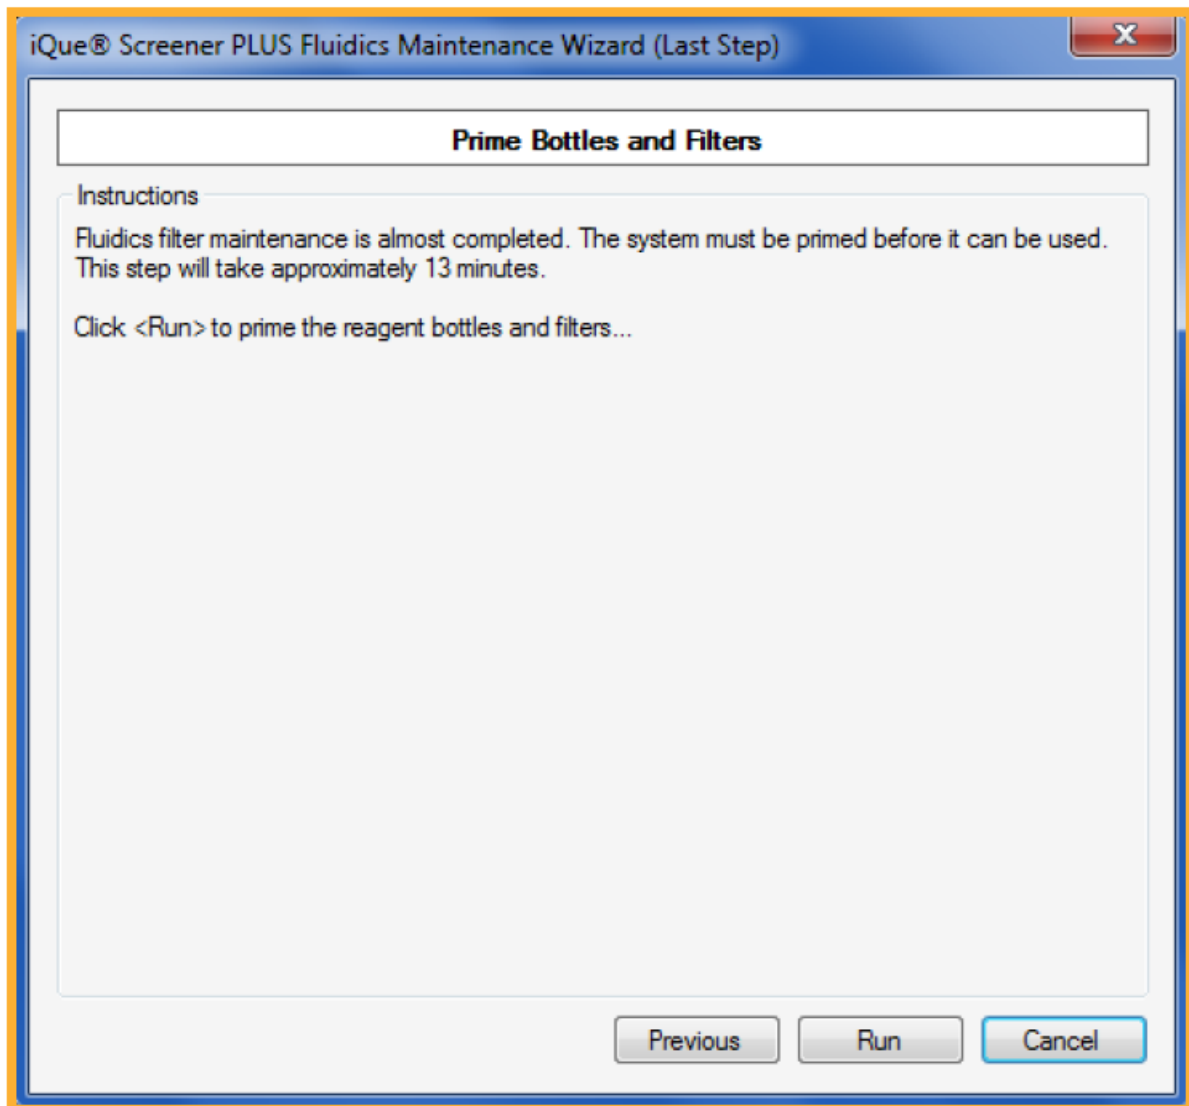 iQue® Screener PLUS Fluidics Maintenance Wizard (Last Step)
Prime Bottles and Filters
Instructions
Fluidics filter maintenance is almost completed. The system must be primed before it can be used.
This step will take approximately 13 minutes.
Click <Run> to prime the reagent bottles and filters...
Previous
Run
Cancel